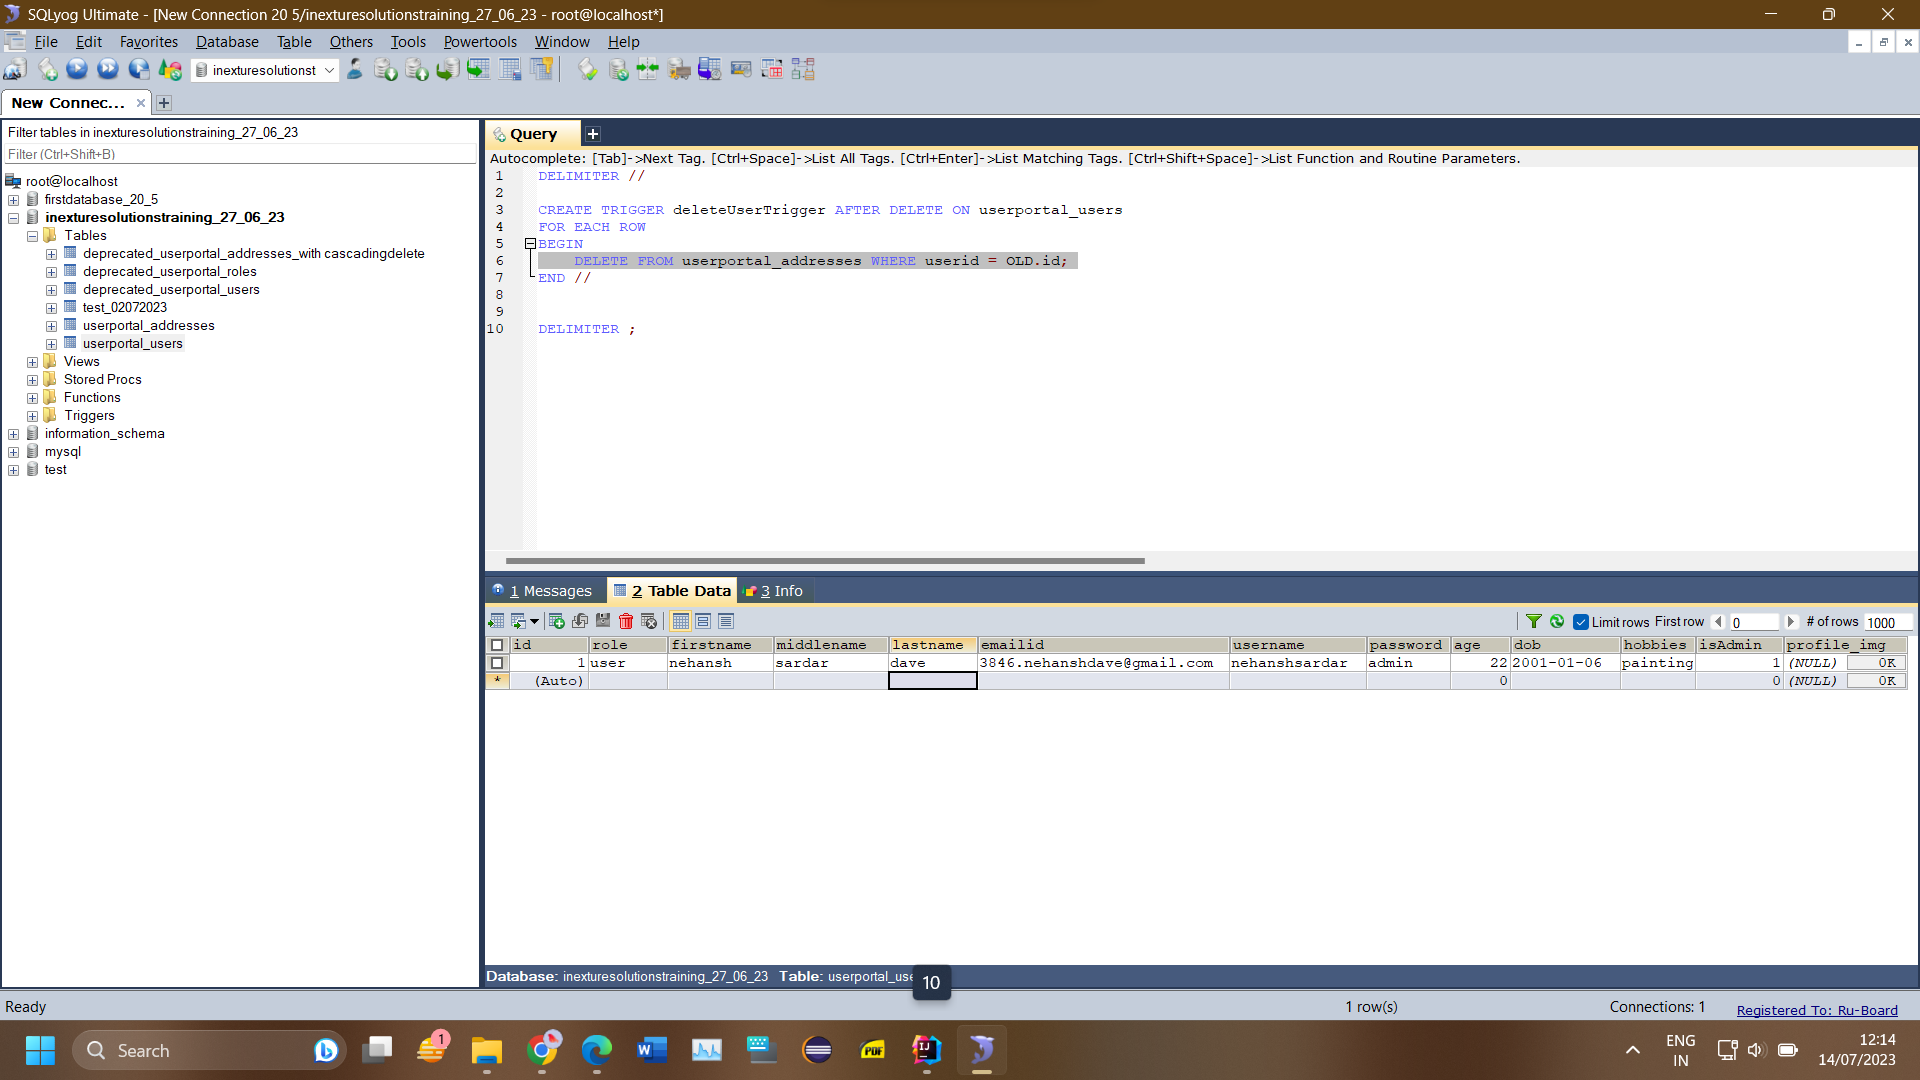 SQLyog Ultimate - [New Connection 20 5/inexturesolutionstraining_27_06_23 - root@localhost*]
File Edit Favorites Database Table Others Tools Powertools Window Help
inexturesolutionst
New Connec...
Filter tables in inexturesolutionstraining_27_06_23
Filter (Ctrl+Shift+B)
root@localhost
firstdatabase_20_5
inexturesolutionstraining_27_06_23
Tables
deprecated_userportal_addresses_with cascadingdelete
deprecated_userportal_roles
deprecated_userportal_users
test_02072023
userportal_addresses
userportal_users
Views
Stored Procs
Functions
Triggers
information_schema
mysql
test
Query
Autocomplete: [Tab]->Next Tag. [Ctrl+Space]->List All Tags. [Ctrl+Enter]->List Matching Tags. [Ctrl+Shift+Space]->List Function and Routine Parameters.
1 DELIMITER //
2
3 CREATE TRIGGER deleteUserTrigger AFTER DELETE ON userportal_users
4 FOR EACH ROW
5 BEGIN
6 DELETE FROM userportal_addresses WHERE userid = OLD.id;
7 END //
8
9
10 DELIMITER ;
1 Messages 2 Table Data 3 Info
Limit rows First row 0 # of rows 1000
id role firstname middlename lastname emailid username password age dob hobbies isAdmin profile_img
1 user nehansh sardar dave 3846.nehanshdave@gmail.com nehanshsardar admin 22 2001-01-06 painting 1 (NULL) 0K
* (Auto) 0 0 (NULL) 0K
Database: inexturesolutionstraining_27_06_23 Table: userportal_use
10
Ready 1 row(s) Connections: 1 Registered To: Ru-Board
Search 1 PDF IJ ENG IN 12:14
14/07/2023